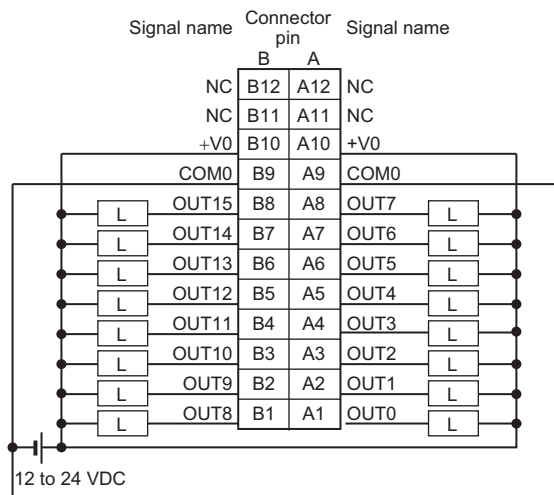 Signal name Connector pin Signal name
B A
NC B12 A12 NC
NC B11 A11 NC
+V0 B10 A10 +V0
COM0 B9 A9 COM0
L OUT15 B8 A8 OUT7 L
L OUT14 B7 A7 OUT6 L
L OUT13 B6 A6 OUT5 L
L OUT12 B5 A5 OUT4 L
L OUT11 B4 A4 OUT3 L
L OUT10 B3 A3 OUT2 L
L OUT9 B2 A2 OUT1 L
L OUT8 B1 A1 OUT0 L
12 to 24 VDC